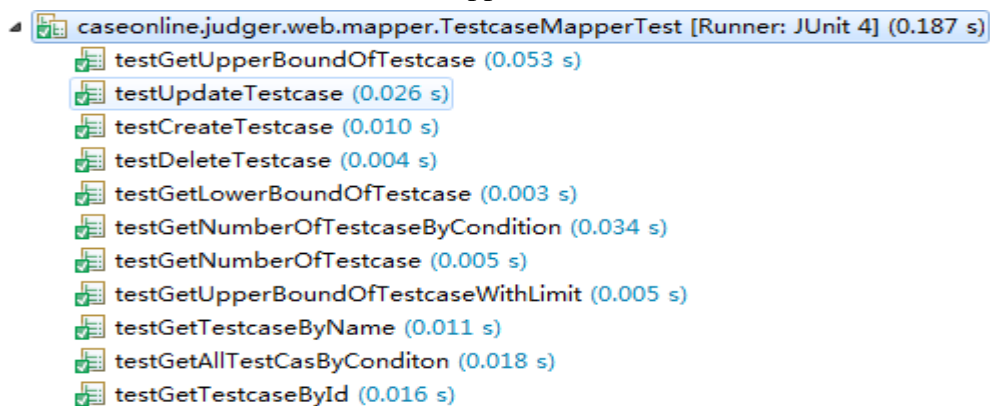 caseonline.judger.web.mapper.TestcaseMapperTest [Runner: JUnit 4] (0.187 s)
testGetUpperBoundOfTestcase (0.053 s)
testUpdateTestcase (0.026 s)
testCreateTestcase (0.010 s)
testDeleteTestcase (0.004 s)
testGetLowerBoundOfTestcase (0.003 s)
testGetNumberOfTestcaseByCondition (0.034 s)
testGetNumberOfTestcase (0.005 s)
testGetUpperBoundOfTestcaseWithLimit (0.005 s)
testGetTestcaseByName (0.011 s)
testGetAllTestCasByConditon (0.018 s)
testGetTestcaseById (0.016 s)